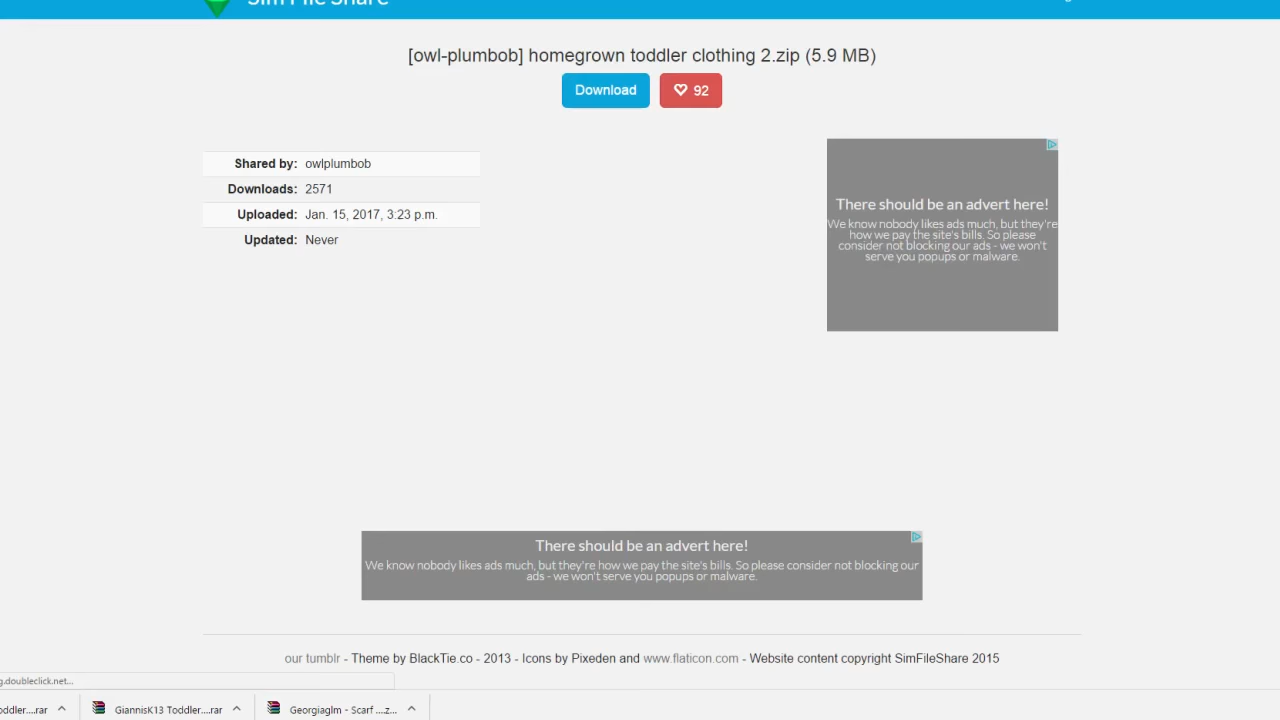 Sim File Share
[owl-plumbob] homegrown toddler clothing 2.zip (5.9 MB)
Download
92
Shared by: owlplumbob
Downloads: 2571
Uploaded: Jan. 15, 2017, 3:23 p.m.
Updated: Never
There should be an advert here!
We know nobody likes ads much, but they're
how we pay the site's bills. So please
consider not blocking our ads - we won't
serve you popups or malware.
There should be an advert here!
We know nobody likes ads much, but they're how we pay the site's bills. So please consider not blocking our
ads - we won't serve you popups or malware.
our tumblr - Theme by BlackTie.co - 2013 - Icons by Pixeden and www.flaticon.com - Website content copyright SimFileShare 2015
g.doubleclick.net...
oddler....rar
GiannisK13 Toddler....rar
Georgiaglm - Scarf ....z...